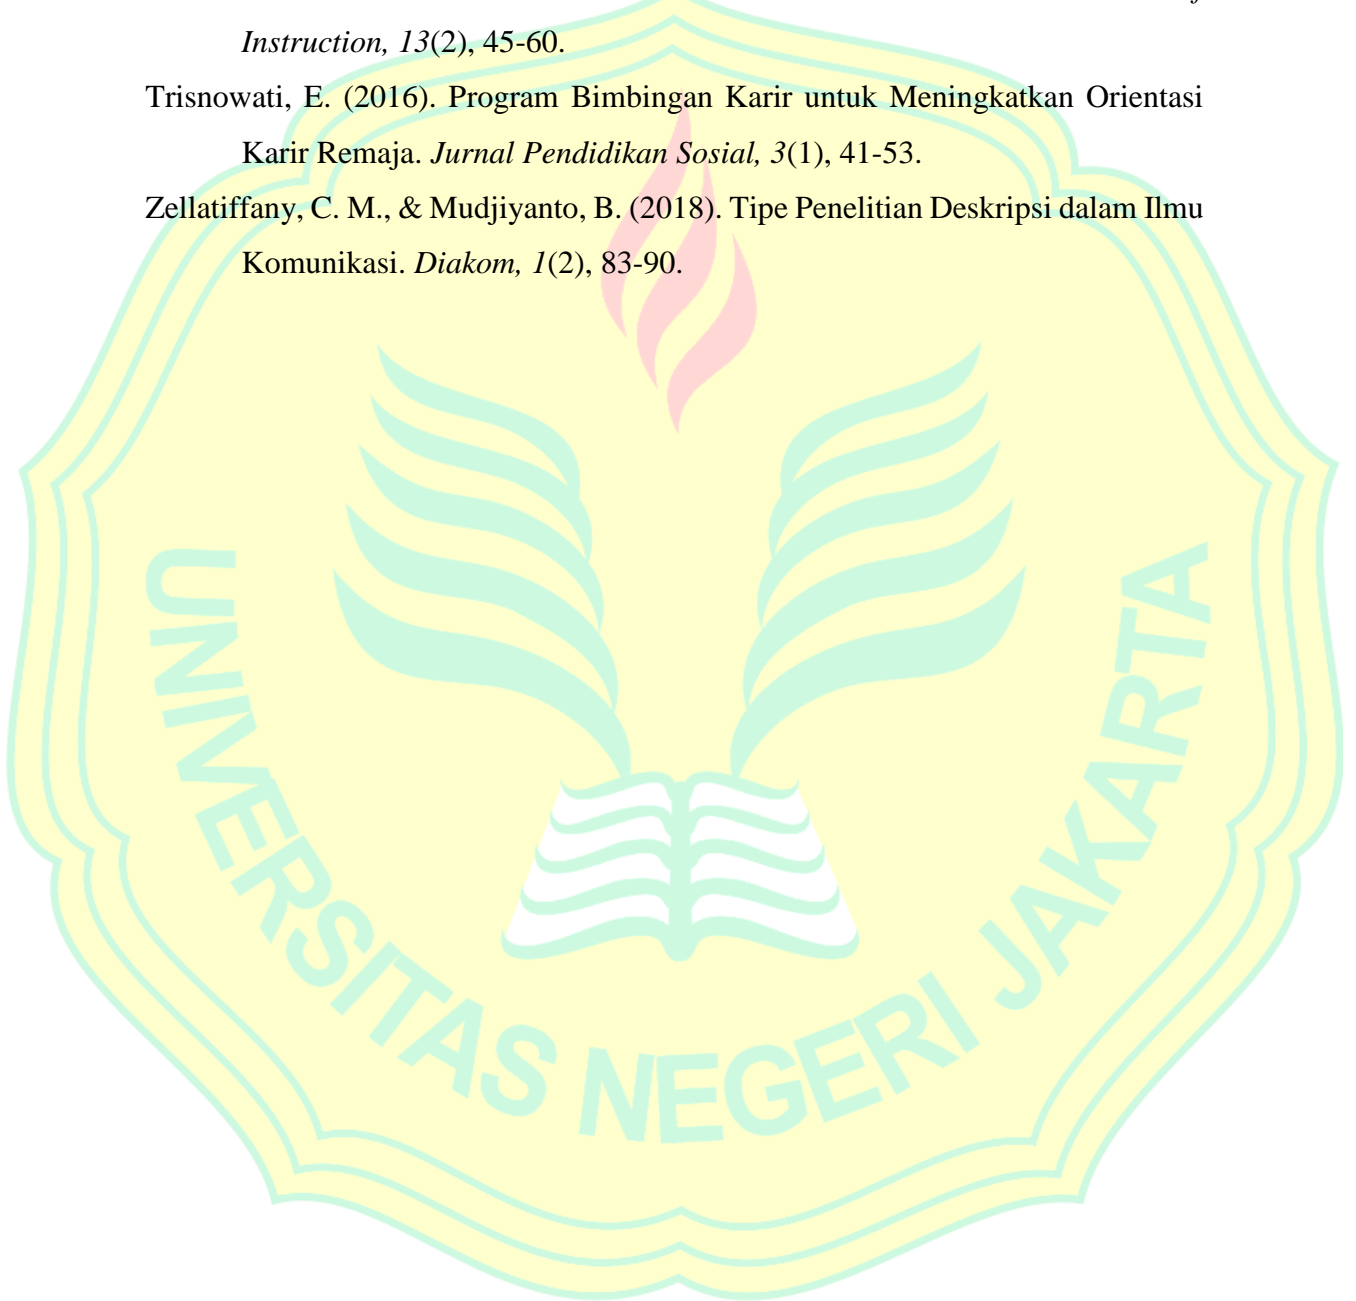 Instruction, 13(2), 45-60.
Trisnowati, E. (2016). Program Bimbingan Karir untuk Meningkatkan Orientasi
Karir Remaja. Jurnal Pendidikan Sosial, 3(1), 41-53.
Zellatiffany, C. M., & Mudjiyanto, B. (2018). Tipe Penelitian Deskripsi dalam Ilmu
Komunikasi. Diakom, 1(2), 83-90.
UNIVERSITAS NEGERI JAKARTA